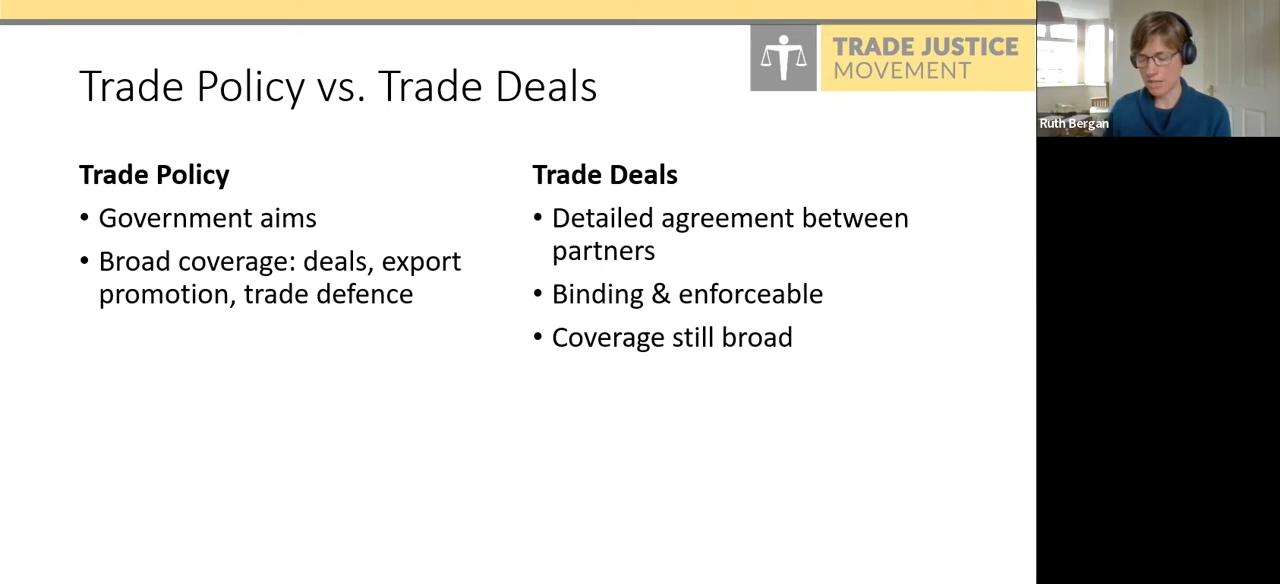 TRADE JUSTICE
MOVEMENT
Trade Policy vs. Trade Deals
Trade Policy
• Government aims
• Broad coverage: deals, export
promotion, trade defence
Trade Deals
• Detailed agreement between
partners
• Binding & enforceable
• Coverage still broad
Ruth Bergan